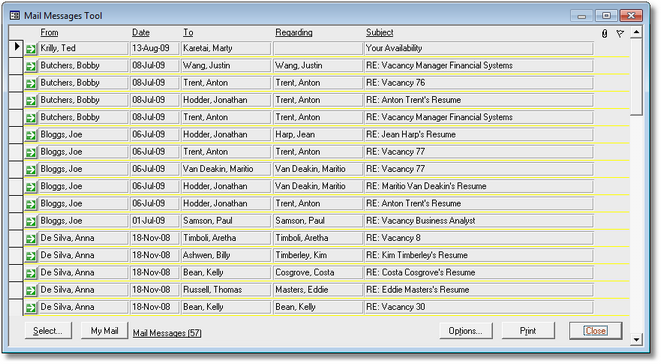 Mail Messages Tool
From Date To Regarding Subject
Krilly, Ted 13-Aug-09 Karetai, Marty Your Availability
Butchers, Bobby 08-Jul-09 Wang, Justin Wang, Justin RE: Vacancy Manager Financial Systems
Butchers, Bobby 08-Jul-09 Trent, Anton Trent, Anton RE: Vacancy 76
Butchers, Bobby 08-Jul-09 Hodder, Jonathan Trent, Anton RE: Anton Trent's Resume
Butchers, Bobby 08-Jul-09 Trent, Anton Trent, Anton RE: Vacancy Manager Financial Systems
Bloggs, Joe 06-Jul-09 Hodder, Jonathan Harp, Jean RE: Jean Harp's Resume
Bloggs, Joe 06-Jul-09 Trent, Anton Trent, Anton RE: Vacancy 77
Bloggs, Joe 06-Jul-09 Van Deakin, Maritio Van Deakin, Maritio RE: Vacancy 77
Bloggs, Joe 06-Jul-09 Hodder, Jonathan Van Deakin, Maritio RE: Maritio Van Deakin's Resume
Bloggs, Joe 06-Jul-09 Hodder, Jonathan Trent, Anton RE: Anton Trent's Resume
Bloggs, Joe 01-Jul-09 Samson, Paul Samson, Paul RE: Vacancy Business Analyst
De Silva, Anna 18-Nov-08 Timboli, Aretha Timboli, Aretha RE: Vacancy 8
De Silva, Anna 18-Nov-08 Ashwen, Billy Timberley, Kim RE: Kim Timberley's Resume
De Silva, Anna 18-Nov-08 Bean, Kelly Cosgrove, Costa RE: Costa Cosgrove's Resume
De Silva, Anna 18-Nov-08 Russell, Thomas Masters, Eddie RE: Eddie Masters's Resume
De Silva, Anna 18-Nov-08 Bean, Kelly Bean, Kelly RE: Vacancy 30
Select... My Mail Mail Messages [57] Options... Print Close